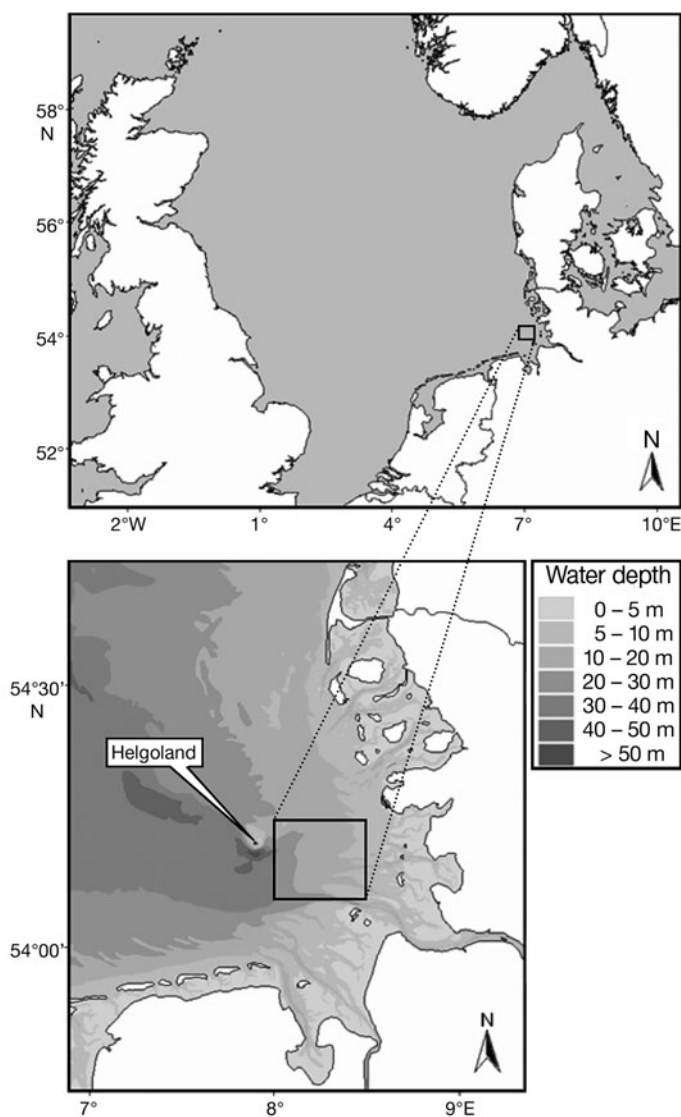 58°
N
56°
54°
52°
N
2°W
1°
4°
7°
10°E
Water depth
0 – 5 m
5 – 10 m
10 – 20 m
20 – 30 m
30 – 40 m
40 – 50 m
> 50 m
54°30'
N
Helgoland
54°00'
N
7°
8°
9°E